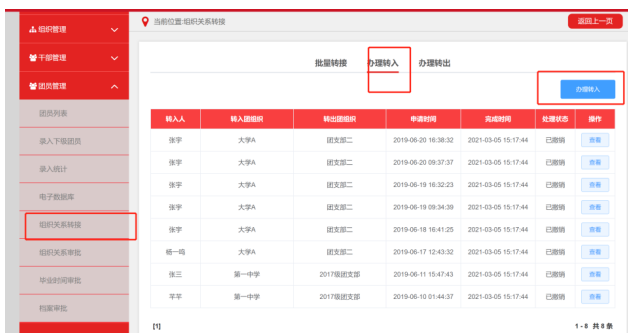 组织管理
干部管理
团员管理
团员列表
录入下级团员
录入统计
电子数据库
组织关系转接
组织关系审批
毕业时间审批
档案审批
当前位置:组织关系转接
返回上一页
批量转接 办理转入 办理转出
办理转入
转入人 转入团组织 转出团组织 申请时间 完成时间 处理状态 操作
张宇 大学A 团支部二 2019-06-20 16:38:32 2021-03-05 15:17:44 已撤销 查看
张宇 大学A 团支部二 2019-06-20 09:37:37 2021-03-05 15:17:44 已撤销 查看
张宇 大学A 团支部二 2019-06-19 16:32:23 2021-03-05 15:17:44 已撤销 查看
张宇 大学A 团支部二 2019-06-19 09:34:39 2021-03-05 15:17:44 已撤销 查看
张宇 大学A 团支部二 2019-06-18 16:41:25 2021-03-05 15:17:44 已撤销 查看
杨一鸣 大学A 团支部二 2019-06-17 12:43:32 2021-03-05 15:17:44 已撤销 查看
张三 第一中学 2017级团支部 2019-06-11 15:47:43 2021-03-05 15:17:44 已撤销 查看
芊芊 第一中学 2017级团支部 2019-06-10 01:44:37 2021-03-05 15:17:44 已撤销 查看
[1] 1 - 8 共 8 条